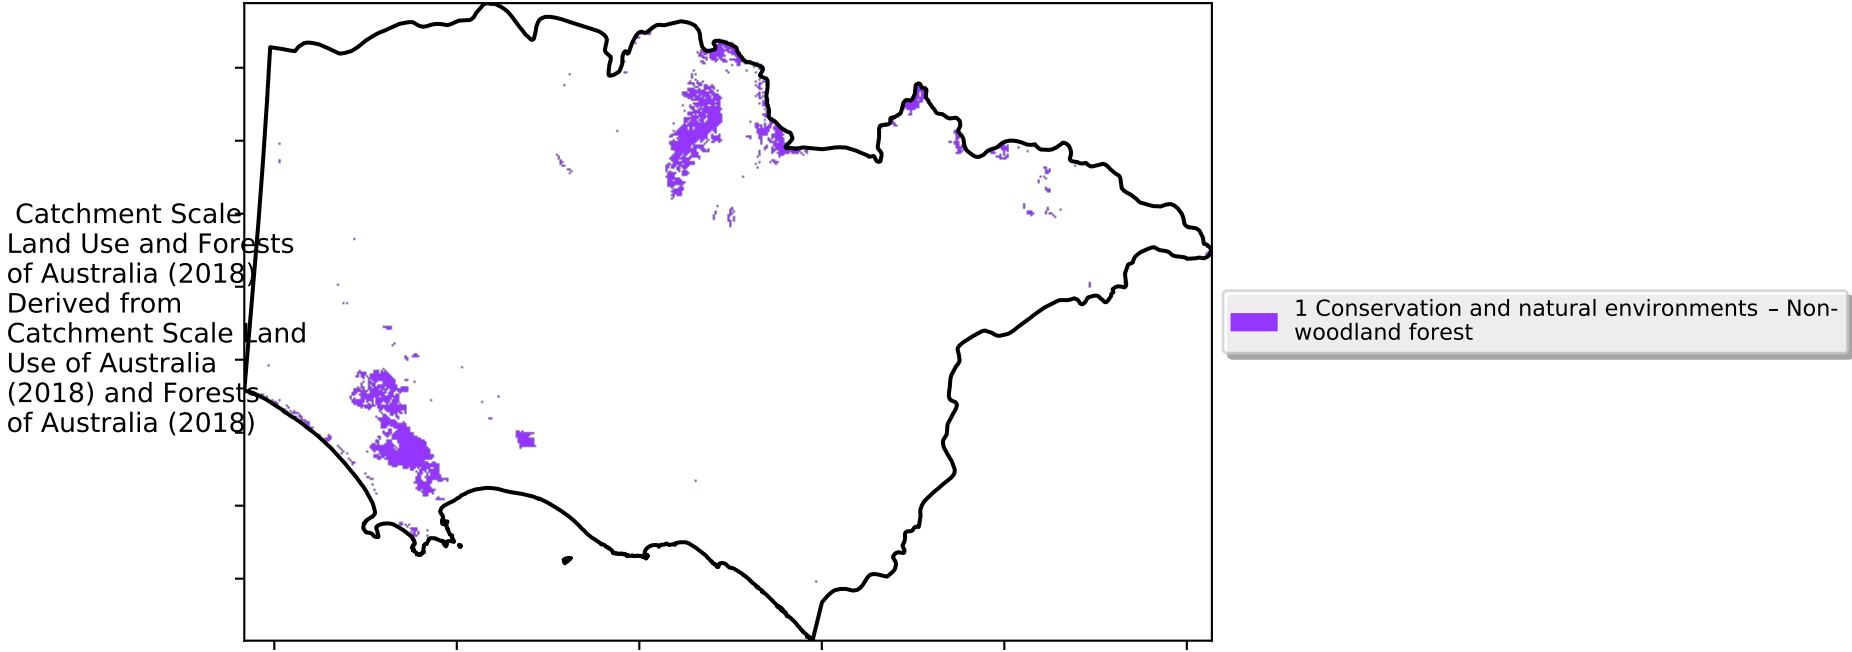 Catchment Scale
Land Use and Forests
of Australia (2018)
Derived from
Catchment Scale Land
Use of Australia
(2018) and Forests
of Australia (2018)
1 Conservation and natural environments – Non-
woodland forest